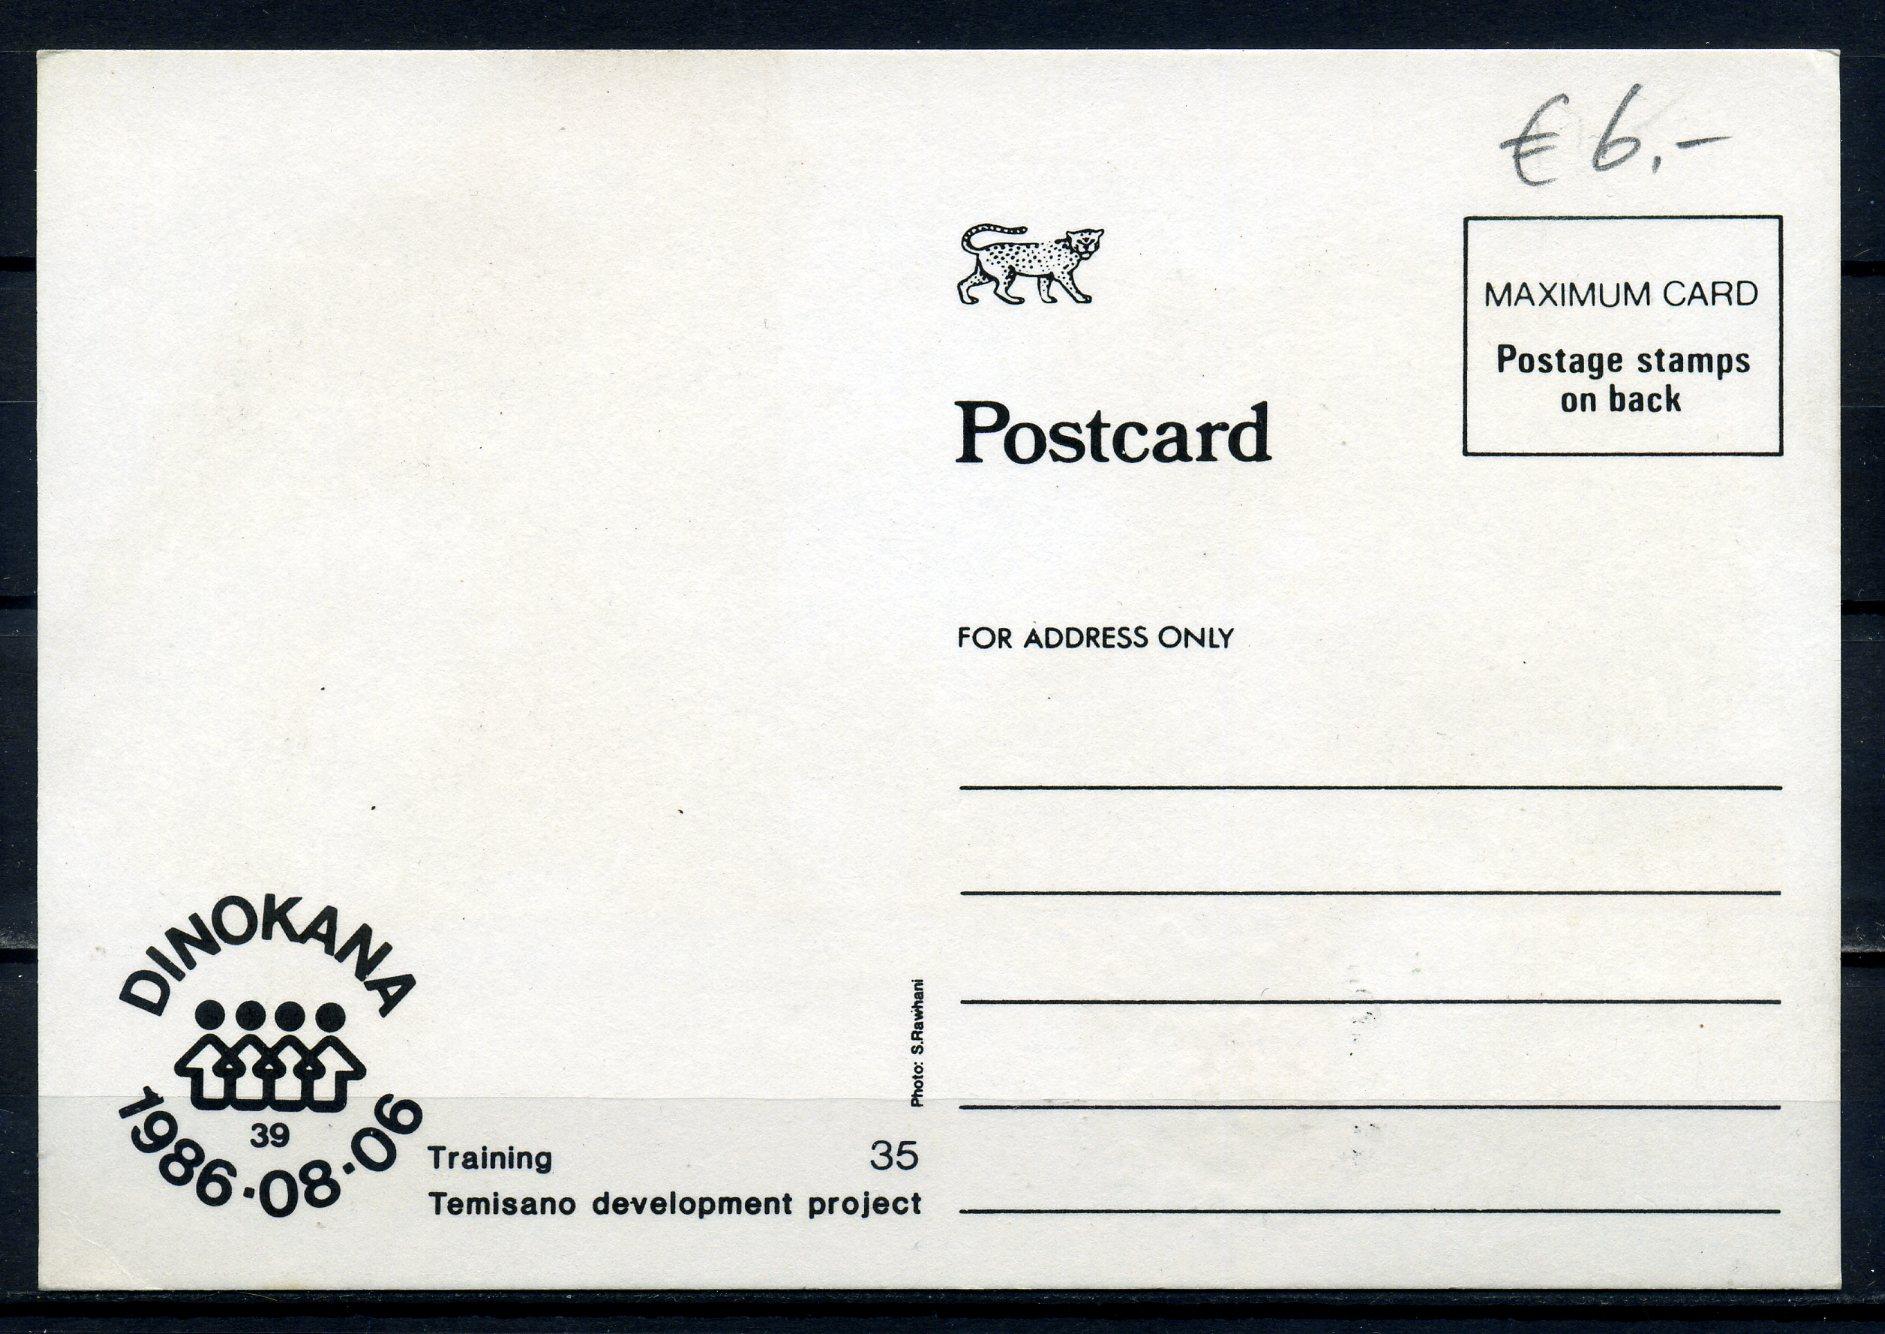 € 6.-
MAXIMUM CARD
Postage stamps
on back
Postcard
FOR ADDRESS ONLY
Photo: S.Rawhani
DINOKANA
39
1986·08·06
Training 35
Temisano development project